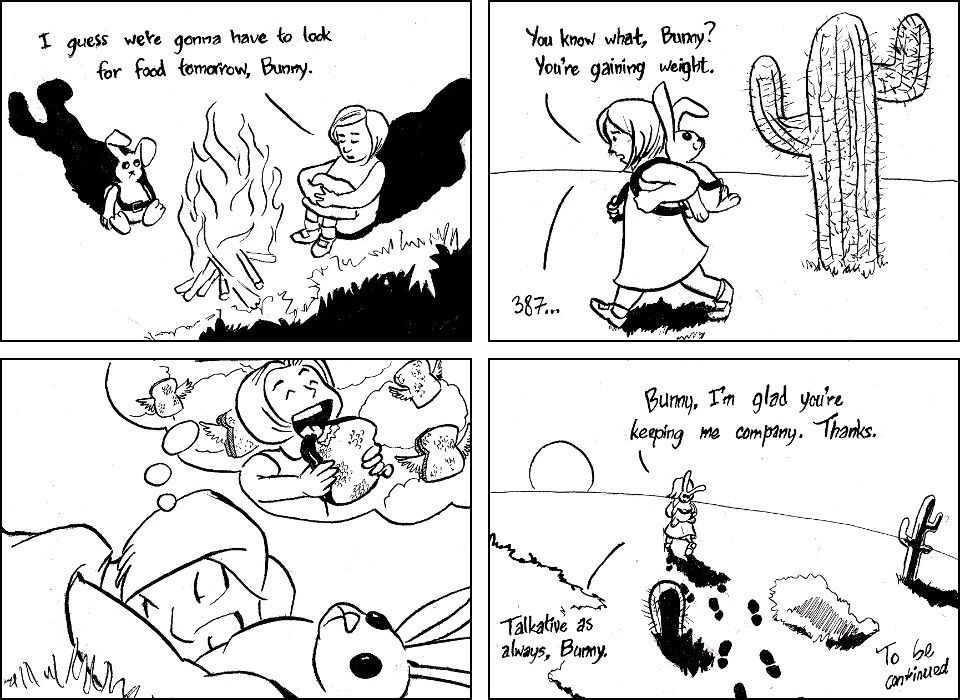 I guess we're gonna have to look
for food tomorrow, Bunny.
You know what, Bunny?
You're gaining weight.
387...
Bunny, I'm glad you're
keeping me company. Thanks.
Talkative as
always, Bunny.
To be
continued